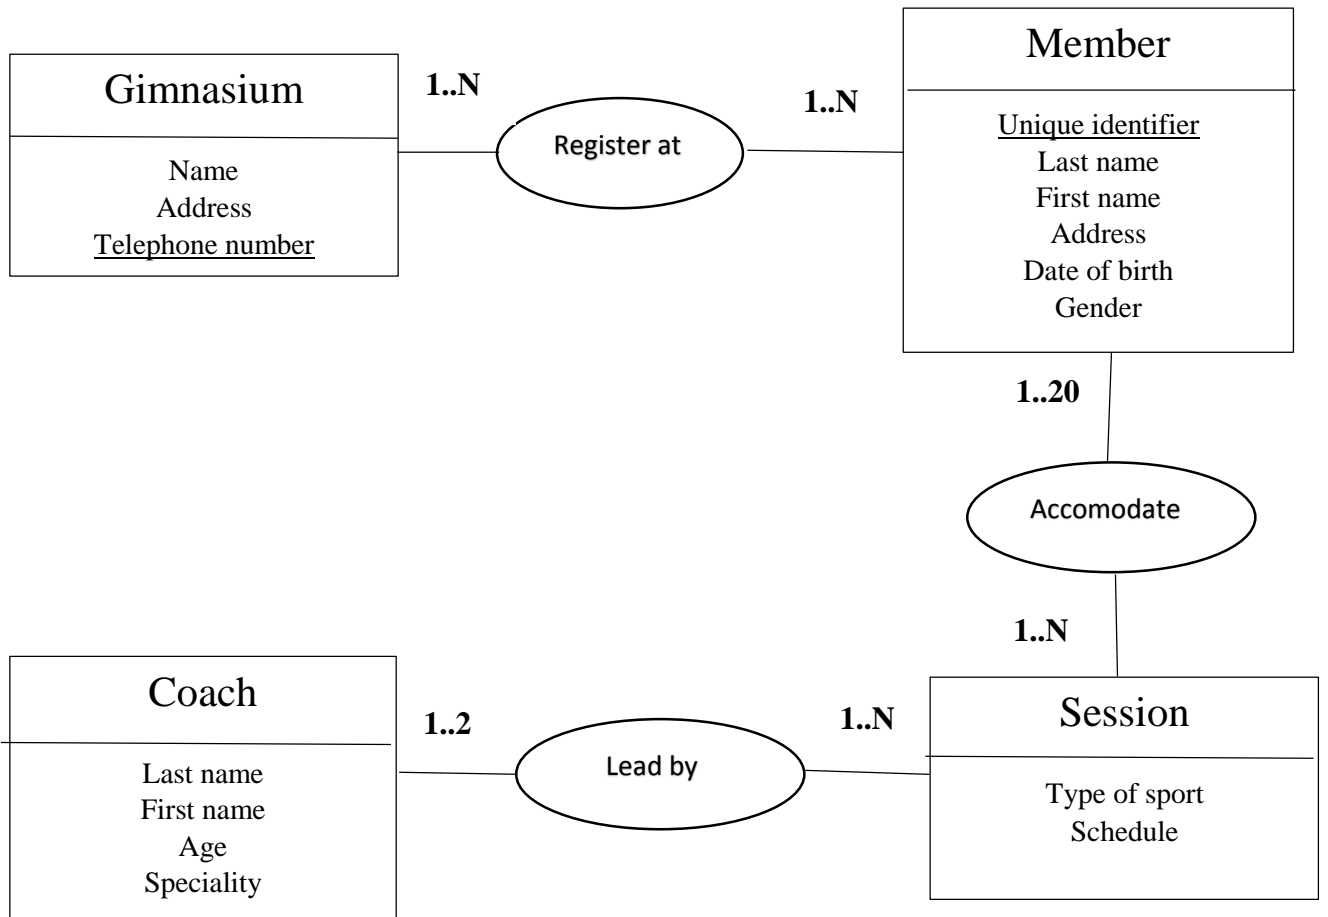 Gimnasium
Name
Address
Telephone number
1..N
Register at
1..N
Member
Unique identifier
Last name
First name
Address
Date of birth
Gender
1..20
Accomodate
1..N
Coach
Last name
First name
Age
Speciality
1..2
Lead by
1..N
Session
Type of sport
Schedule